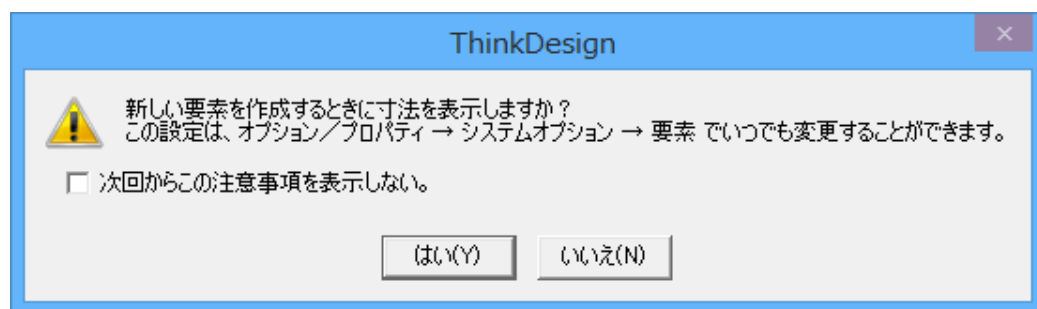 ThinkDesign
新しい要素を作成するときに寸法を表示しますか？
この設定は、オプション／プロパティ → システムオプション → 要素 でいつでも変更することができます。
次回からこの注意事項を表示しない。
はい(Y) いいえ(N)